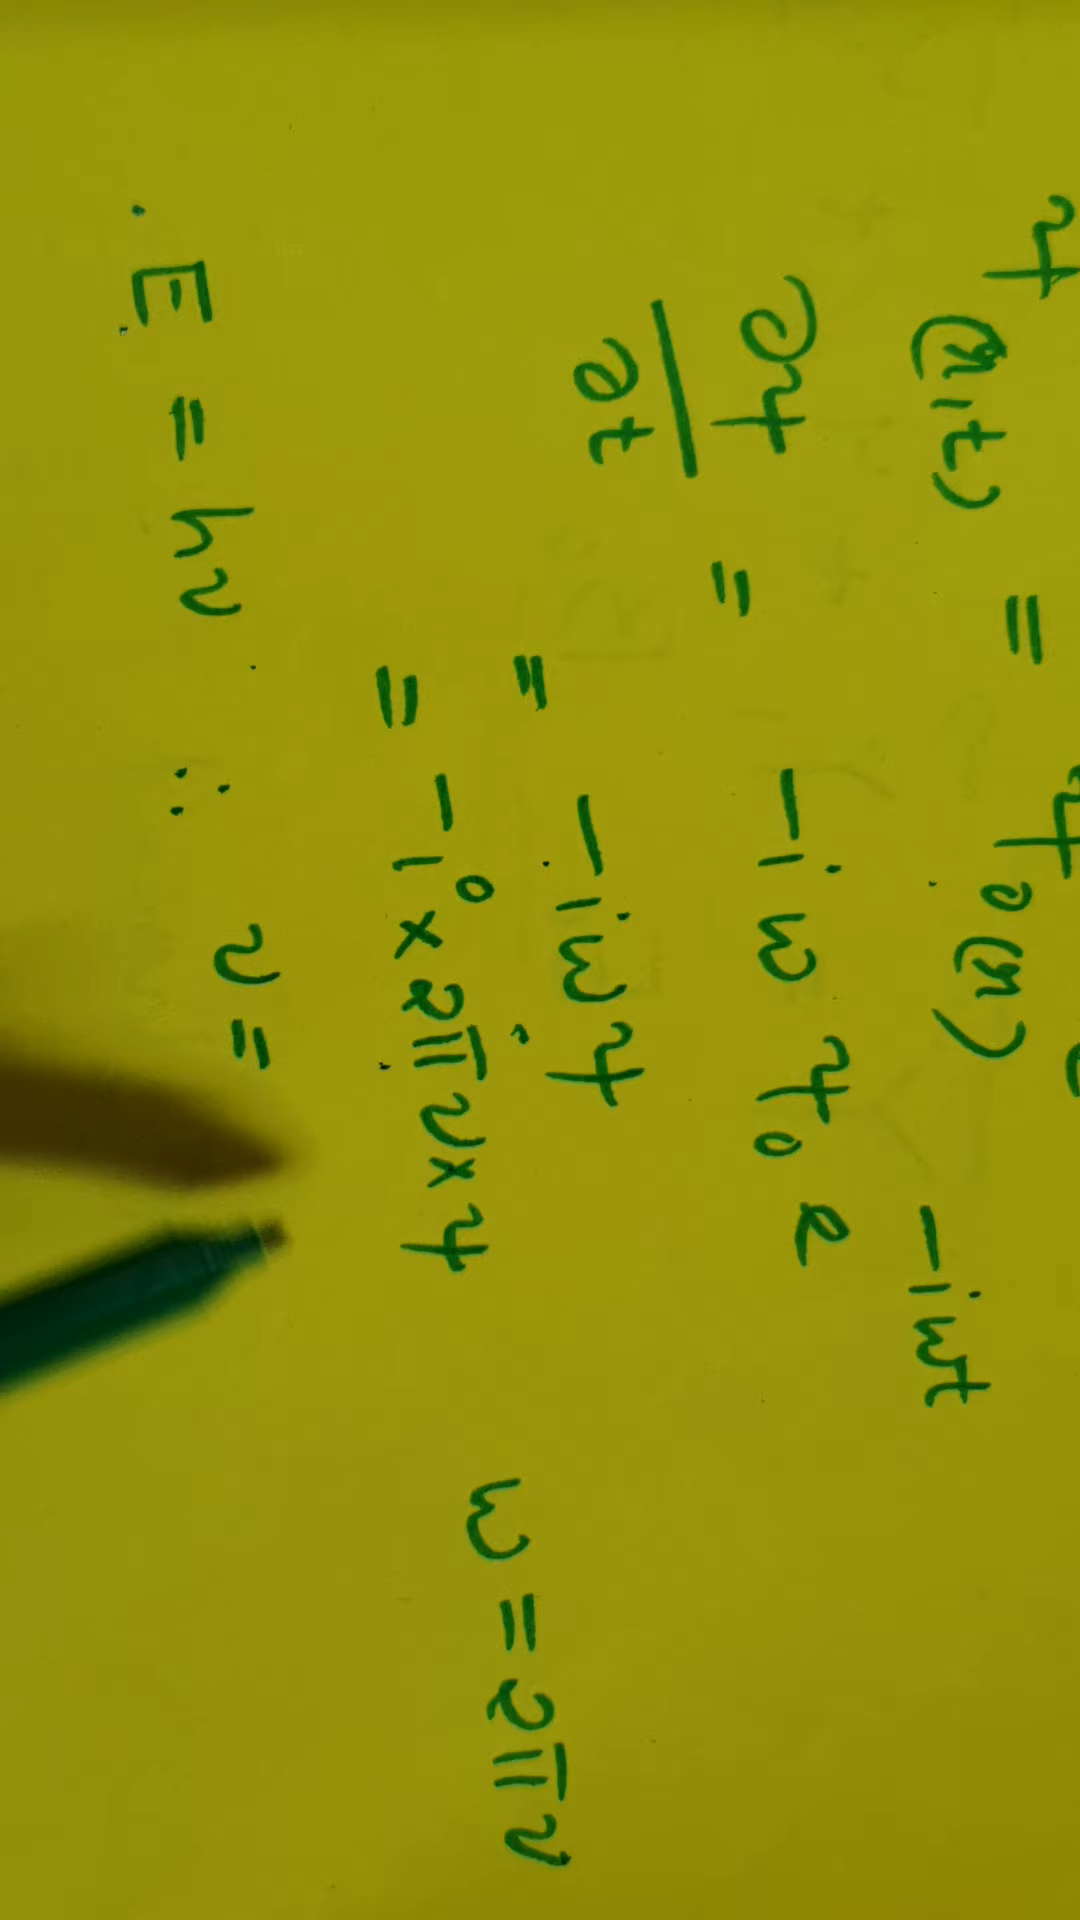 ψ(x,t) = ψ₀(x) e^{-iωt}
∂ψ/∂t = -iω ψ₀ e^{-iωt}
= -iωψ
= -i × 2πν × ψ    ω = 2πν
E = hν ∴ ν =